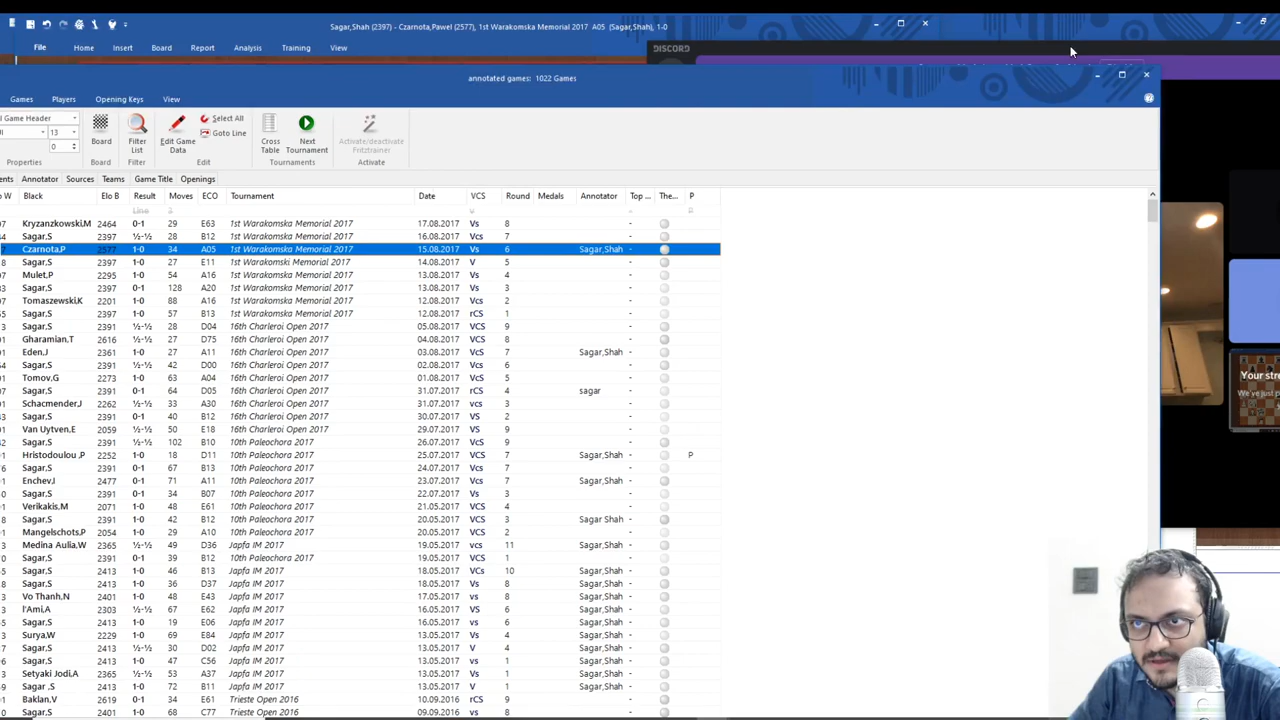 Sagar,Shah (2397) - Czarnota,Pawel (2577), 1st Warakomska Memorial 2017 A05 (Sagar,Shah), 1-0
File Home Insert Board Report Analysis Training View
DISCORD
annotated games: 1022 Games
Games Players Opening Keys View
l Game Header
13
0
Properties
Board
Board
Filter List
Filter
Edit Game Data
Select All
Goto Line
Edit
Cross Table
Next Tournament
Tournaments
Activate/deactivate Fritztrainer
Activate
ents Annotator Sources Teams Game Title Openings
o W Black Elo B Result Moves ECO Tournament Date VCS Round Medals Annotator Top ... The... P
Line
Kryzanzkowski,M 2464 0-1 29 E63 1st Warakomska Memorial 2017 17.08.2017 Vs 8 -
Sagar,S 2397 ½-½ 28 B12 1st Warakomska Memorial 2017 16.08.2017 Vcs 7 -
Czarnota,P 2577 1-0 34 A05 1st Warakomska Memorial 2017 15.08.2017 Vs 6 Sagar,Shah -
8 Sagar,S 2397 1-0 27 E11 1st Warakomski Memorial 2017 14.08.2017 V 5 -
Mulet,P 2295 1-0 54 A16 1st Warakomska Memorial 2017 13.08.2017 Vs 4 -
Sagar,S 2397 0-1 128 A20 1st Warakomska Memorial 2017 13.08.2017 Vs 3 -
Tomaszewski,K 2201 1-0 88 A16 1st Warakomska Memorial 2017 12.08.2017 Vcs 2 -
Sagar,S 2397 1-0 57 B13 1st Warakomska Memorial 2017 12.08.2017 rCS 1 -
3 Sagar,S 2391 ½-½ 28 D04 16th Charleroi Open 2017 05.08.2017 VCS 9 -
Gharamian,T 2616 ½-½ 27 D75 16th Charleroi Open 2017 04.08.2017 VCS 8 -
Eden,J 2361 1-0 27 A11 16th Charleroi Open 2017 03.08.2017 VcS 7 Sagar,Shah -
Sagar,S 2391 ½-½ 42 D00 16th Charleroi Open 2017 02.08.2017 VcS 6 -
Tomov,G 2273 1-0 63 A04 16th Charleroi Open 2017 01.08.2017 VcS 5 -
Sagar,S 2391 0-1 64 D05 16th Charleroi Open 2017 31.07.2017 rCS 4 sagar -
Schacmender,I 2262 ½-½ 33 A30 16th Charleroi Open 2017 31.07.2017 VcS 3 -
Sagar,S 2391 0-1 40 B12 16th Charleroi Open 2017 30.07.2017 VS 2 -
Van Uytven,E 2059 ½-½ 51 E18 16th Charleroi Open 2017 29.07.2017 VS 9 -
Sagar,S 2391 ½-½ 102 B10 10th Paleochora 2017 26.07.2017 VcS 7 -
Hristodoulou ,P 2252 1-0 18 D11 10th Paleochora 2017 25.07.2017 VCS 7 Sagar,Shah - P
Sagar,S 2391 0-1 67 B13 10th Paleochora 2017 24.07.2017 Vcs 7 -
Enchev,I 2477 0-1 71 A11 10th Paleochora 2017 23.07.2017 Vcs 7 Sagar,Shah -
Sagar,S 2391 0-1 34 B07 10th Paleochora 2017 22.07.2017 Vs 3 -
Verikakis,M 2071 1-0 48 E61 10th Paleochora 2017 21.05.2017 VCS 4 -
8 Sagar,S 2391 1-0 42 B12 10th Paleochora 2017 20.05.2017 VCS 3 Sagar Shah -
Mangelschots,P 2054 1-0 29 A10 10th Paleochora 2017 20.05.2017 VCS 2 -
3 Medina Aulia,W 2365 ½-½ 49 D36 Japfa IM 2017 19.05.2017 vcs 11 Sagar,Shah -
0 Sagar,S 2391 1-0 39 B12 10th Paleochora 2017 19.05.2017 VCS 1 -
Sagar,S 2413 1-0 46 B13 Japfa IM 2017 18.05.2017 VCs 10 Sagar,Shah -
Sagar,S 2413 1-0 36 D37 Japfa IM 2017 18.05.2017 Vs 8 Sagar,Shah -
3 Vo Thanh,N 2401 1-0 48 E43 Japfa IM 2017 17.05.2017 vs 8 Sagar,Shah -
l'Ami,A 2303 ½-½ 67 E62 Japfa IM 2017 16.05.2017 VS 6 Sagar,Shah -
Sagar,S 2413 1-0 19 E06 Japfa IM 2017 16.05.2017 vs 6 Sagar,Shah -
3 Surya,W 2229 1-0 69 E84 Japfa IM 2017 13.05.2017 Vs 4 Sagar,Shah -
Sagar,S 2413 ½-½ 30 D02 Japfa IM 2017 13.05.2017 V 4 Sagar,Shah -
6 Sagar,S 2413 1-0 47 C56 Japfa IM 2017 13.05.2017 vs 1 Sagar,Shah -
3 Setyaki Jodi,A 2365 ½-½ 53 A37 Japfa IM 2017 13.05.2017 Vs 1 Sagar,Shah -
Sagar ,S 2413 1-0 72 B11 Japfa IM 2017 13.05.2017 V 1 Sagar,Shah -
Baklan,V 2619 0-1 34 E61 Trieste Open 2016 10.09.2016 rCS 9 -
Sagar,S 2401 1-0 68 C77 Trieste Open 2016 09.09.2016 vs 8 -
Your stre
We've just p